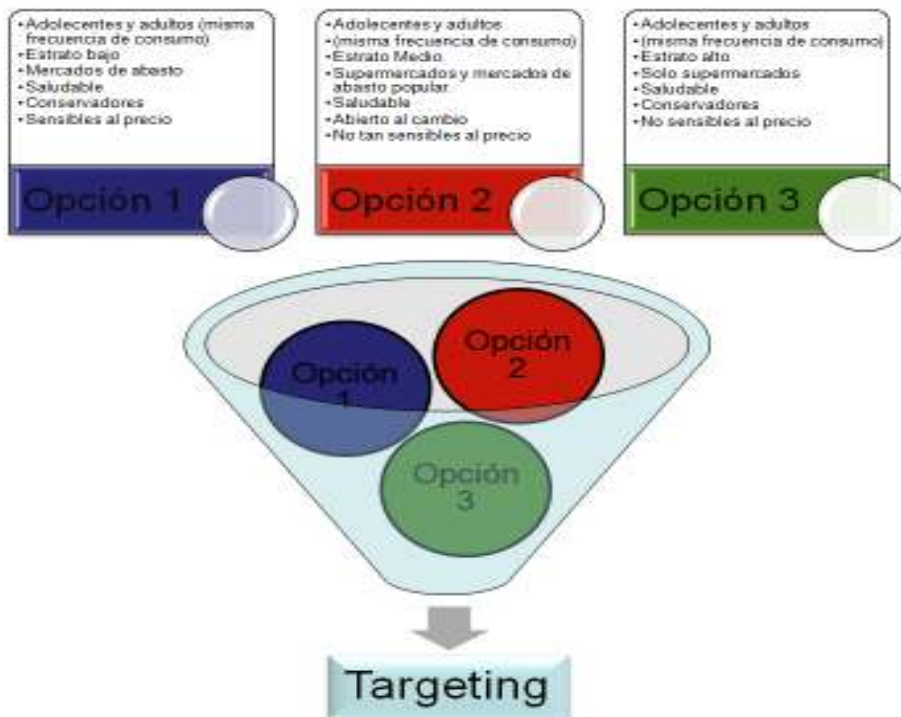 •Adolecentes y adultos (misma
frecuencia de consumo)
•Estrato bajo
•Mercados de abasto
•Saludable
•Conservadores
•Sensibles al precio
Opción 1
•Adolecentes y adultos
•(misma frecuencia de consumo)
•Estrato Medio
•Supermercados y mercados de
abasto popular
•Saludable
•Abierto al cambio
•No tan sensibles al precio
Opción 2
•Adolecentes y adultos
•(misma frecuencia de consumo)
•Estrato alto
•Solo supermercados
•Saludable
•Conservadores
•No sensibles al precio
Opción 3
Opción
1
Opción
2
Opción
3
Targeting